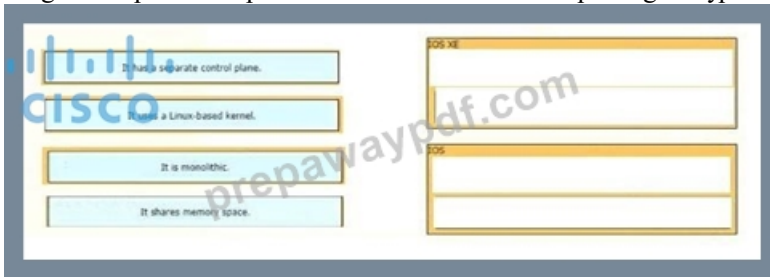 It has a separate control plane.
It uses a Linux-based kernel.
It is monolithic.
It shares memory space.
IOS XE
IOS
CISCO
prepawaypdf.com